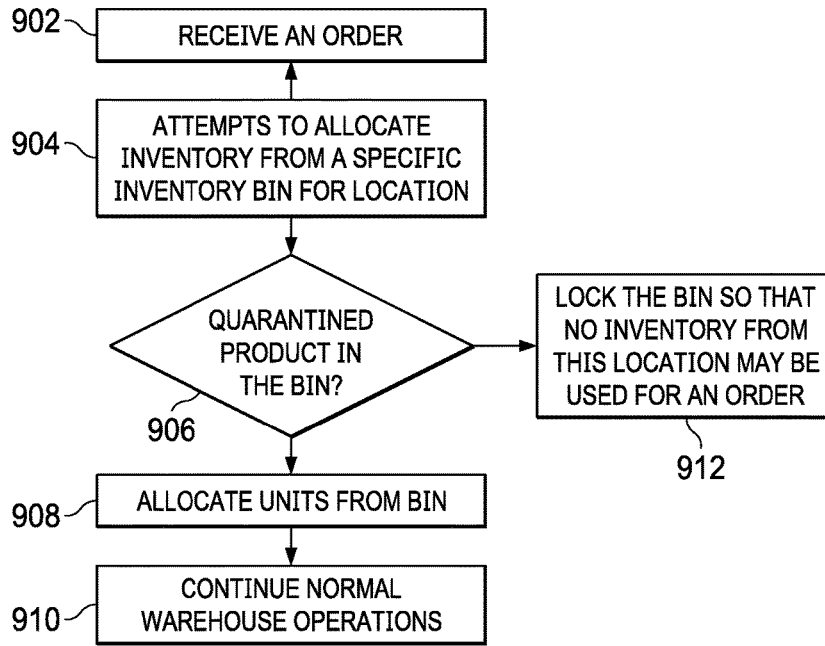 902
RECEIVE AN ORDER
904
ATTEMPTS TO ALLOCATE
INVENTORY FROM A SPECIFIC
INVENTORY BIN FOR LOCATION
QUARANTINED
PRODUCT IN
THE BIN?
906
LOCK THE BIN SO THAT
NO INVENTORY FROM
THIS LOCATION MAY BE
USED FOR AN ORDER
912
908
ALLOCATE UNITS FROM BIN
910
CONTINUE NORMAL
WAREHOUSE OPERATIONS